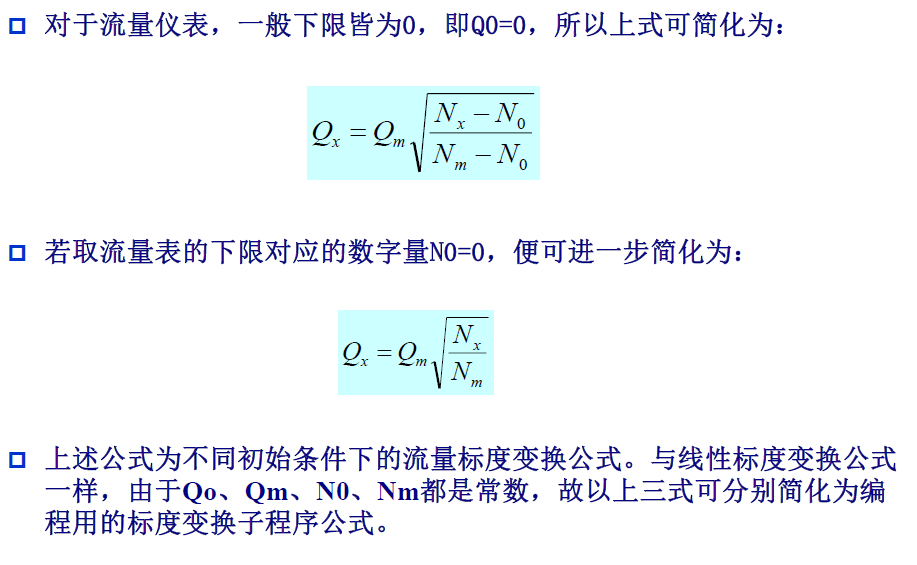 对于流量仪表，一般下限皆为0，即Q0=0，所以上式可简化为：
Q_x = Q_m √((N_x − N_0)/(N_m − N_0))
若取流量表的下限对应的数字量N0=0，便可进一步简化为：
Q_x = Q_m √(N_x/N_m)
上述公式为不同初始条件下的流量标度变换公式。与线性标度变换公式
一样，由于Qo、Qm、N0、Nm都是常数，故以上三式可分别简化为编
程用的标度变换子程序公式。